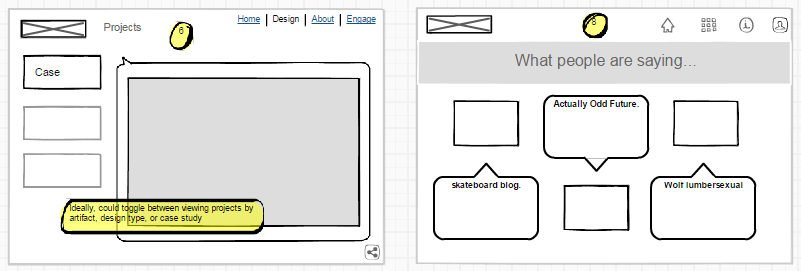 Projects
6
Home
Design
About
Engage
Case
Ideally, could toggle between viewing projects by
artifact, design type, or case study
8
What people are saying...
Actually Odd Future.
skateboard blog.
Wolf lumbersexual